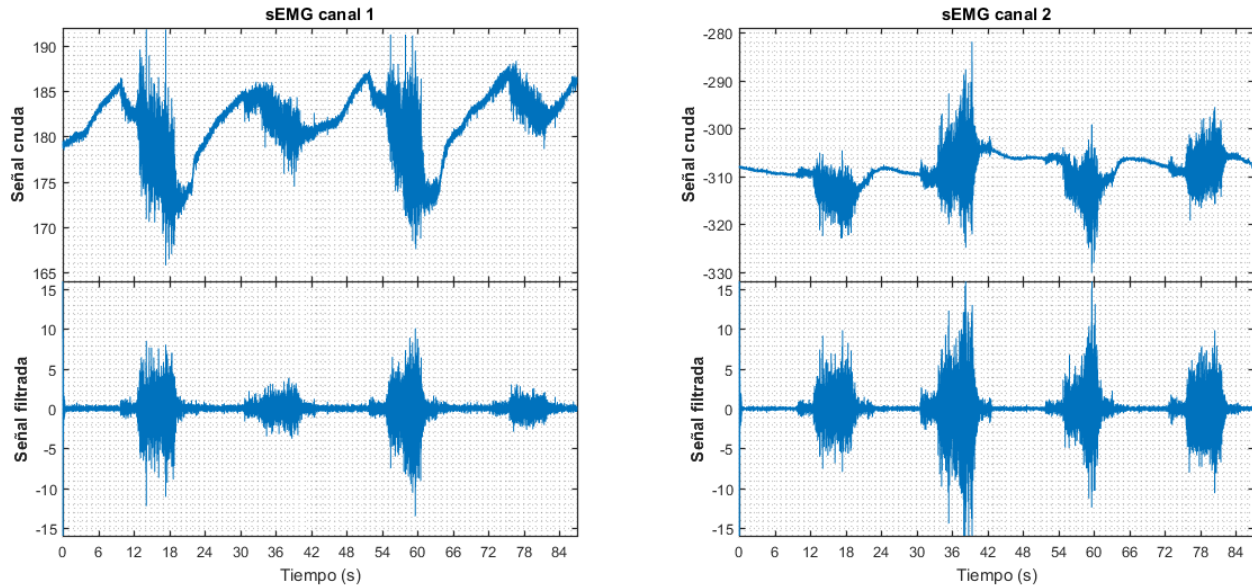 sEMG canal 1
Señal cruda
190
185
180
175
170
165
Señal filtrada
15
10
5
0
-5
-10
-15
0 6 12 18 24 30 36 42 48 54 60 66 72 78 84
Tiempo (s)
sEMG canal 2
Señal cruda
-280
-290
-300
-310
-320
-330
Señal filtrada
15
10
5
0
-5
-10
-15
0 6 12 18 24 30 36 42 48 54 60 66 72 78 84
Tiempo (s)